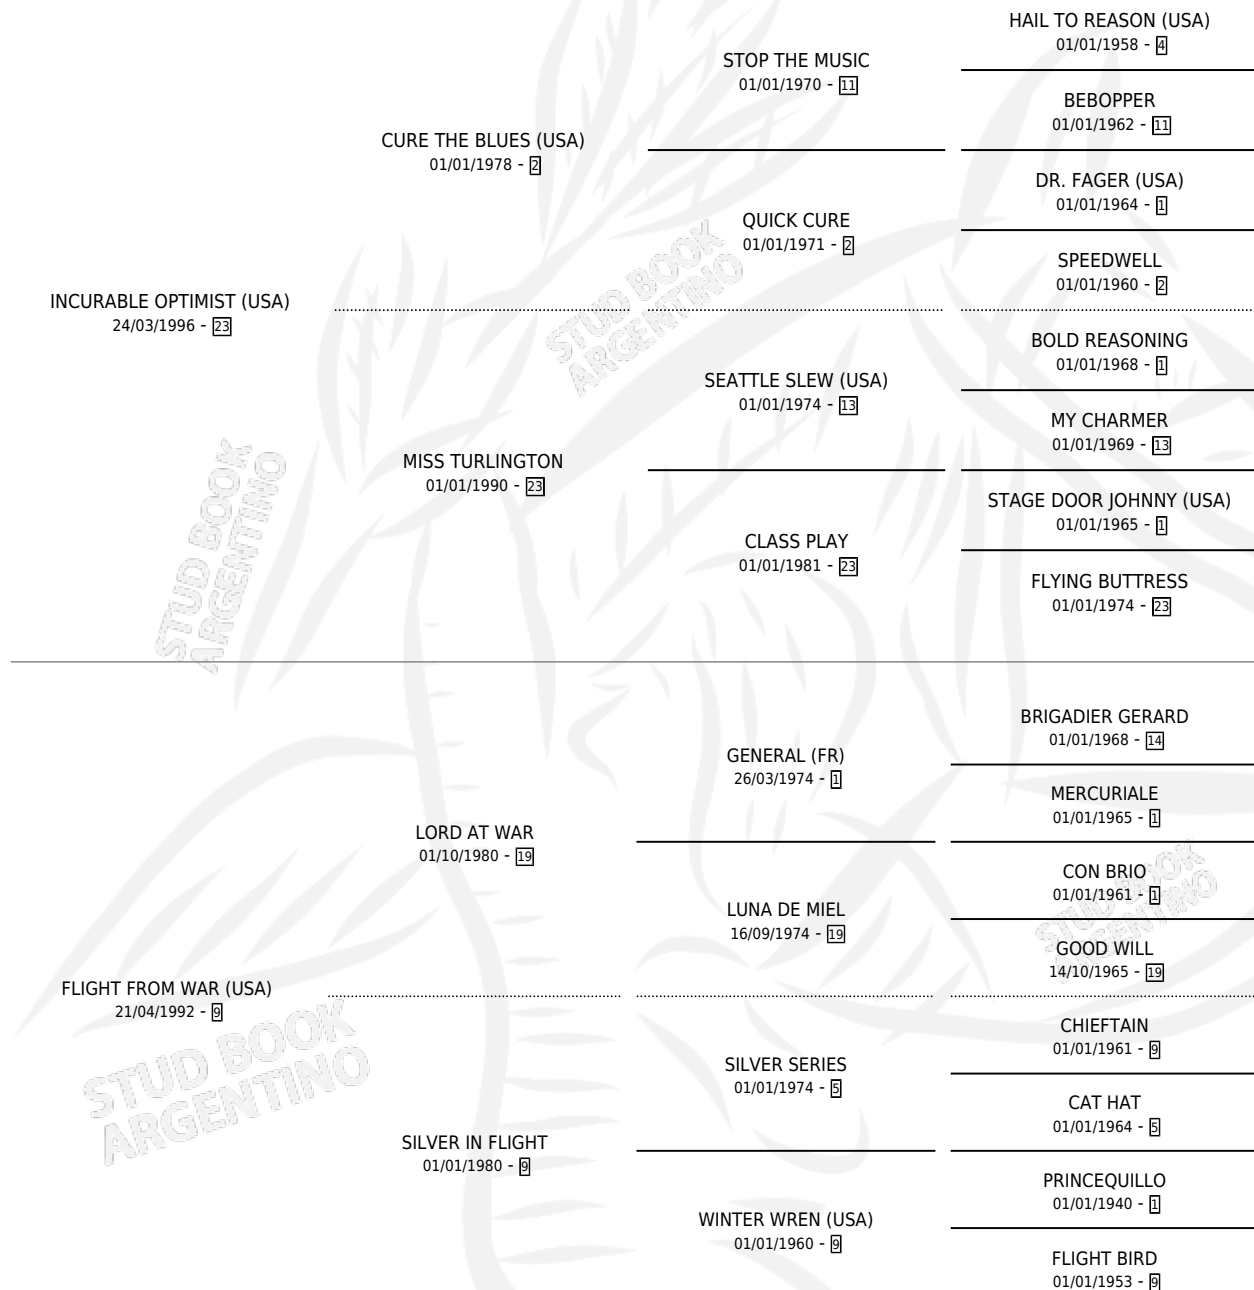 HAIL TO REASON (USA)
01/01/1958 - 4
STOP THE MUSIC
01/01/1970 - 11
BEBOPPER
01/01/1962 - 11
CURE THE BLUES (USA)
01/01/1978 - 2
DR. FAGER (USA)
01/01/1964 - 1
QUICK CURE
01/01/1971 - 2
SPEEDWELL
01/01/1960 - 2
INCURABLE OPTIMIST (USA)
24/03/1996 - 23
BOLD REASONING
01/01/1968 - 1
SEATTLE SLEW (USA)
01/01/1974 - 13
MY CHARMER
01/01/1969 - 13
MISS TURLINGTON
01/01/1990 - 23
STAGE DOOR JOHNNY (USA)
01/01/1965 - 1
CLASS PLAY
01/01/1981 - 23
FLYING BUTTRESS
01/01/1974 - 23
BRIGADIER GERARD
01/01/1968 - 14
GENERAL (FR)
26/03/1974 - 1
MERCURIALE
01/01/1965 - 1
LORD AT WAR
01/10/1980 - 19
CON BRIO
01/01/1961 - 1
LUNA DE MIEL
16/09/1974 - 19
GOOD WILL
14/10/1965 - 19
FLIGHT FROM WAR (USA)
21/04/1992 - 9
CHIEFTAIN
01/01/1961 - 9
SILVER SERIES
01/01/1974 - 5
CAT HAT
01/01/1964 - 5
SILVER IN FLIGHT
01/01/1980 - 9
PRINCEQUILLO
01/01/1940 - 1
WINTER WREN (USA)
01/01/1960 - 9
FLIGHT BIRD
01/01/1953 - 9
STUD BOOK
ARGENTINO
STUD BOOK
ARGENTINO
STUD BOOK
ARGENTINO
STUD BOOK
ARGENTINO